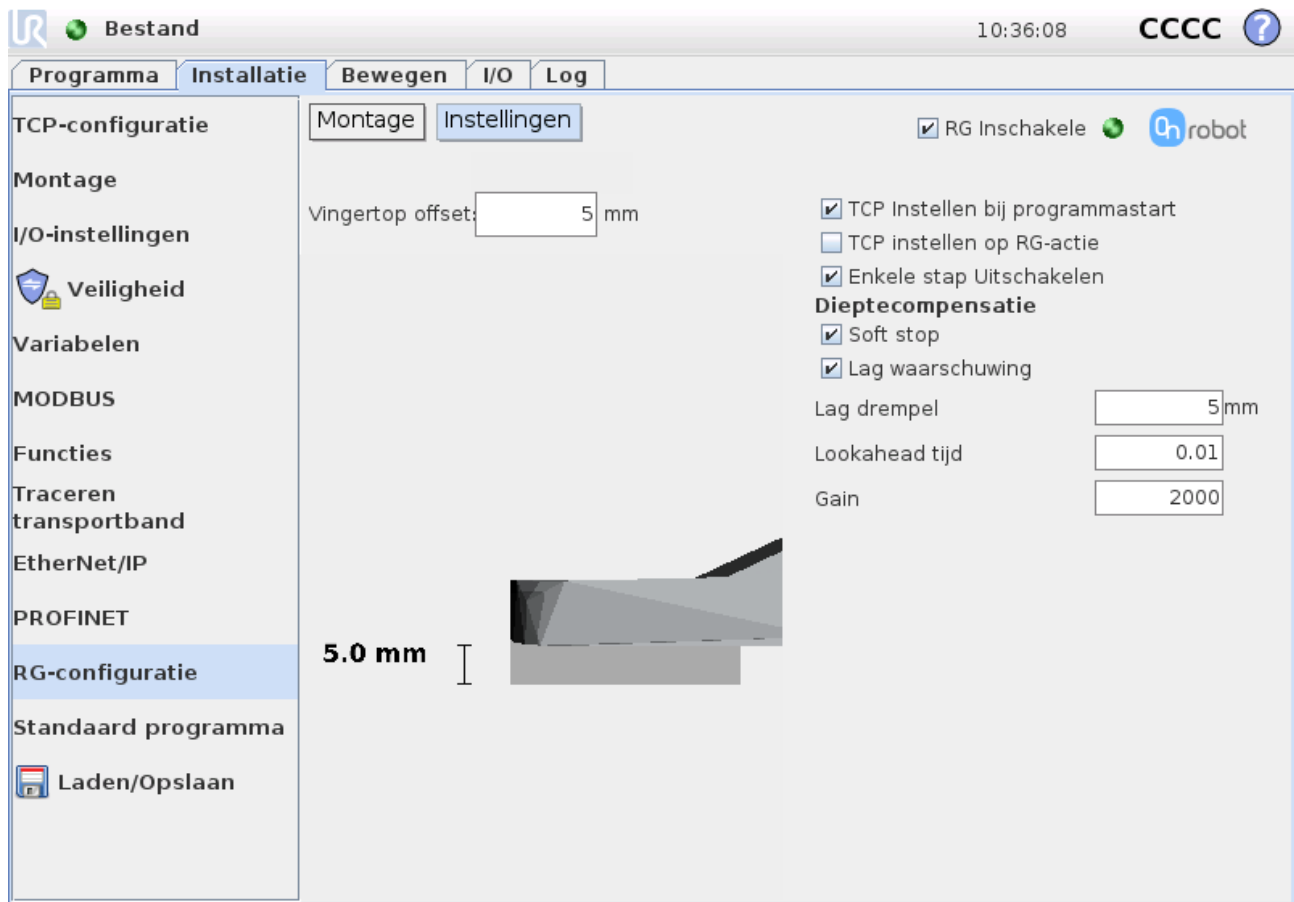 UR Bestand 10:36:08 CCCC ?
Programma Installatie Bewegen I/O Log
TCP-configuratie
Montage
I/O-instellingen
Veiligheid
Variabelen
MODBUS
Functies
Traceren
transportband
EtherNet/IP
PROFINET
RG-configuratie
Standaard programma
Laden/Opslaan
Montage Instellingen
RG Inschakele
On robot
Vingertop offset: 5 mm
5.0 mm
TCP Instellen bij programmastart
TCP instellen op RG-actie
Enkele stap Uitschakelen
Dieptecompensatie
Soft stop
Lag waarschuwing
Lag drempel 5 mm
Lookahead tijd 0.01
Gain 2000